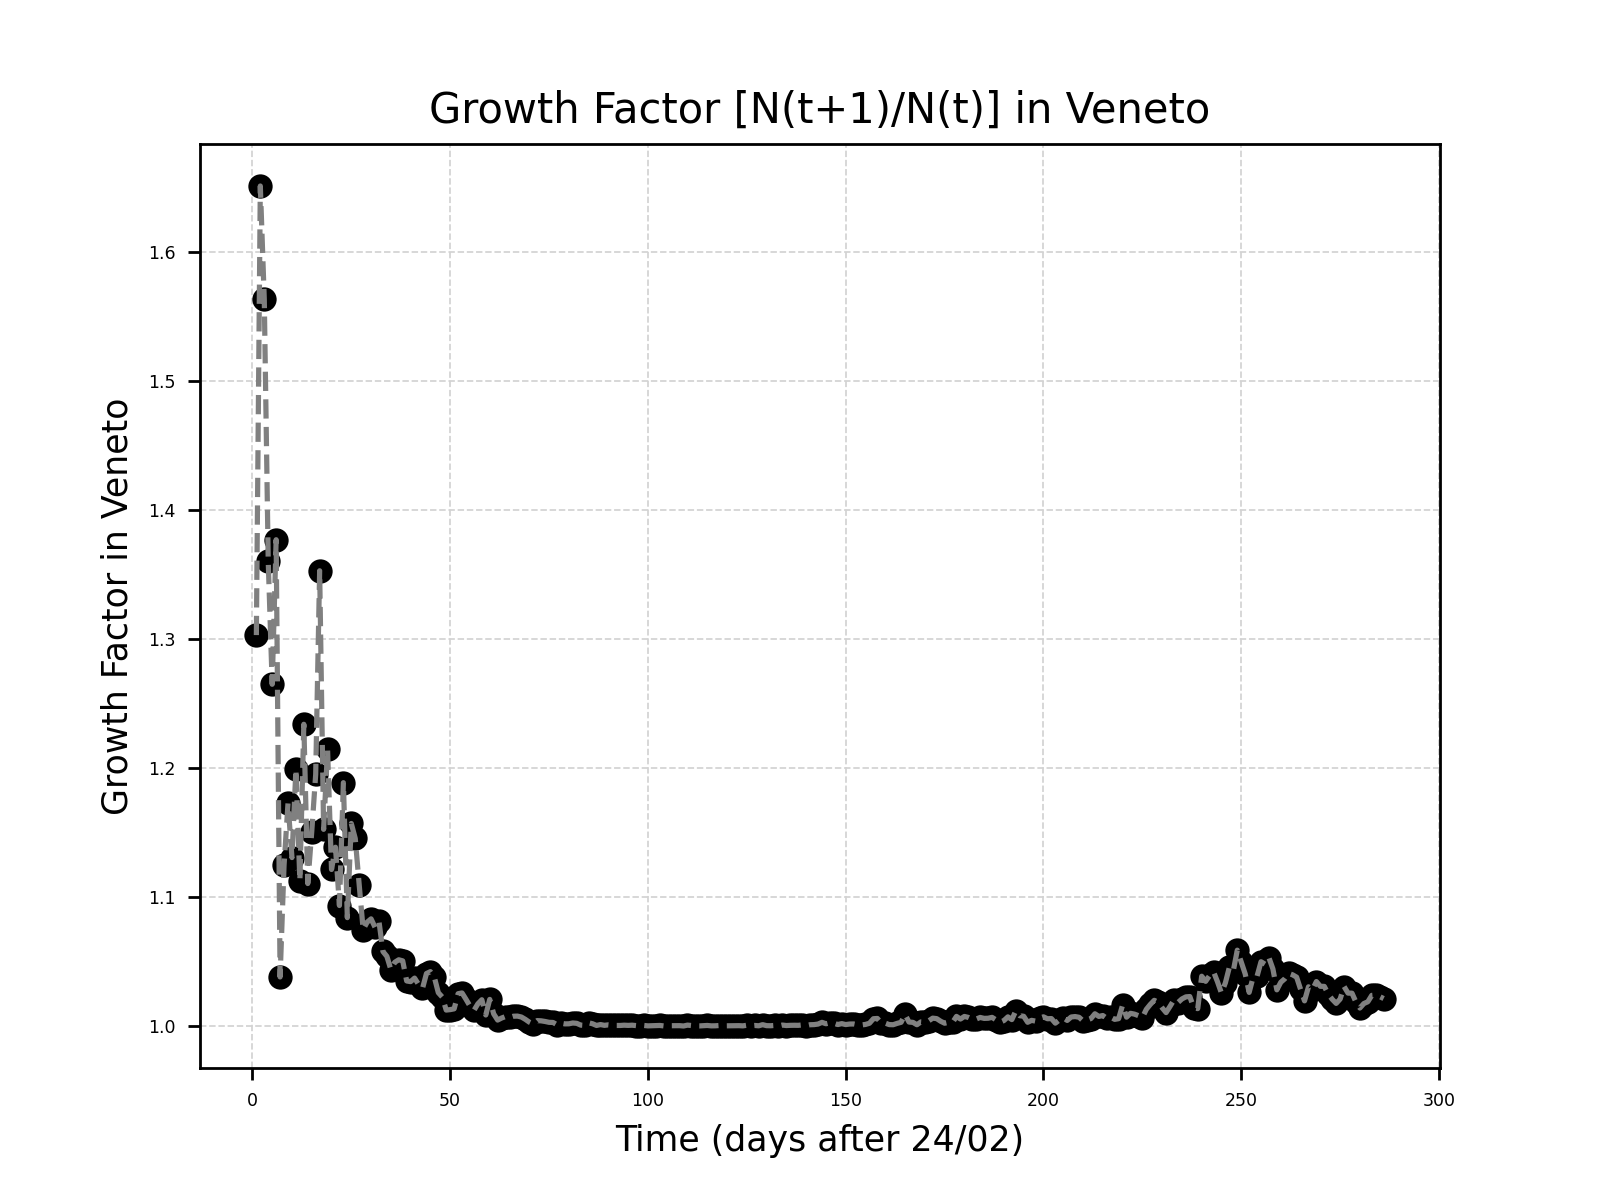 Growth Factor [N(t+1)/N(t)] in Veneto
Growth Factor in Veneto
1.6
1.5
1.4
1.3
1.2
1.1
1.0
0 50 100 150 200 250 300
Time (days after 24/02)